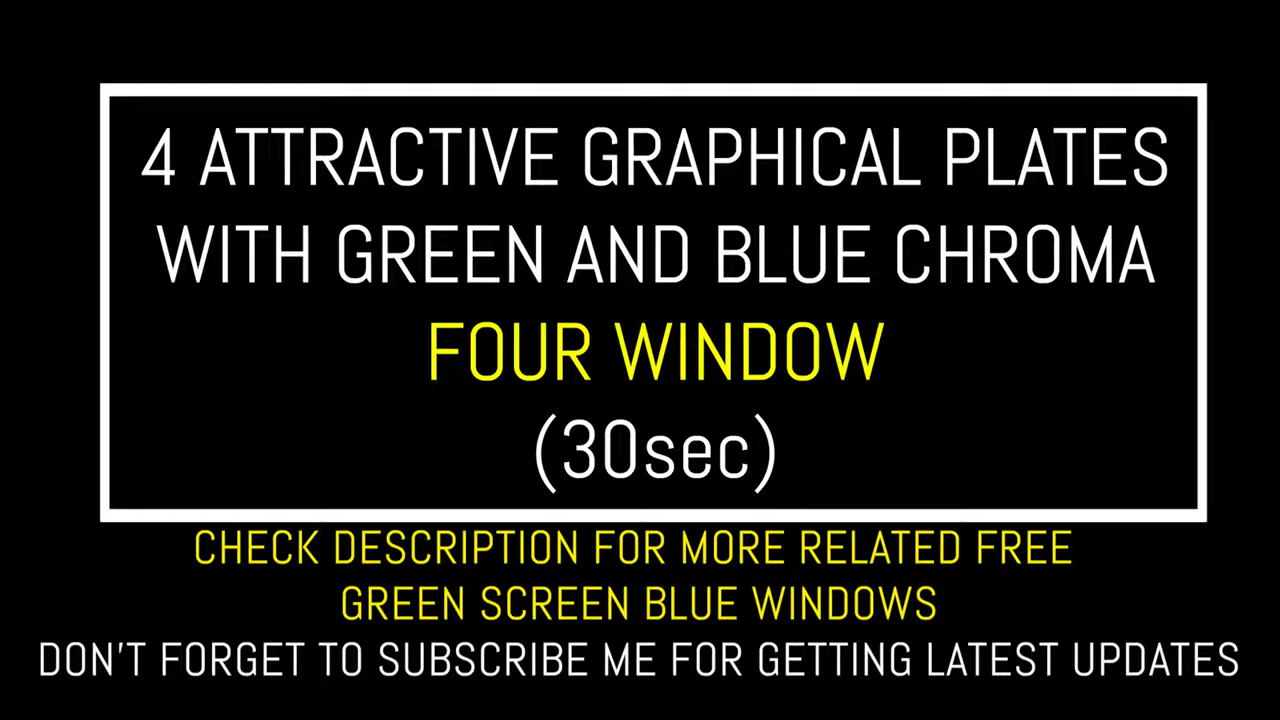 4 ATTRACTIVE GRAPHICAL PLATES
WITH GREEN AND BLUE CHROMA
FOUR WINDOW
(30sec)
CHECK DESCRIPTION FOR MORE RELATED FREE
GREEN SCREEN BLUE WINDOWS
DON'T FORGET TO SUBSCRIBE ME FOR GETTING LATEST UPDATES